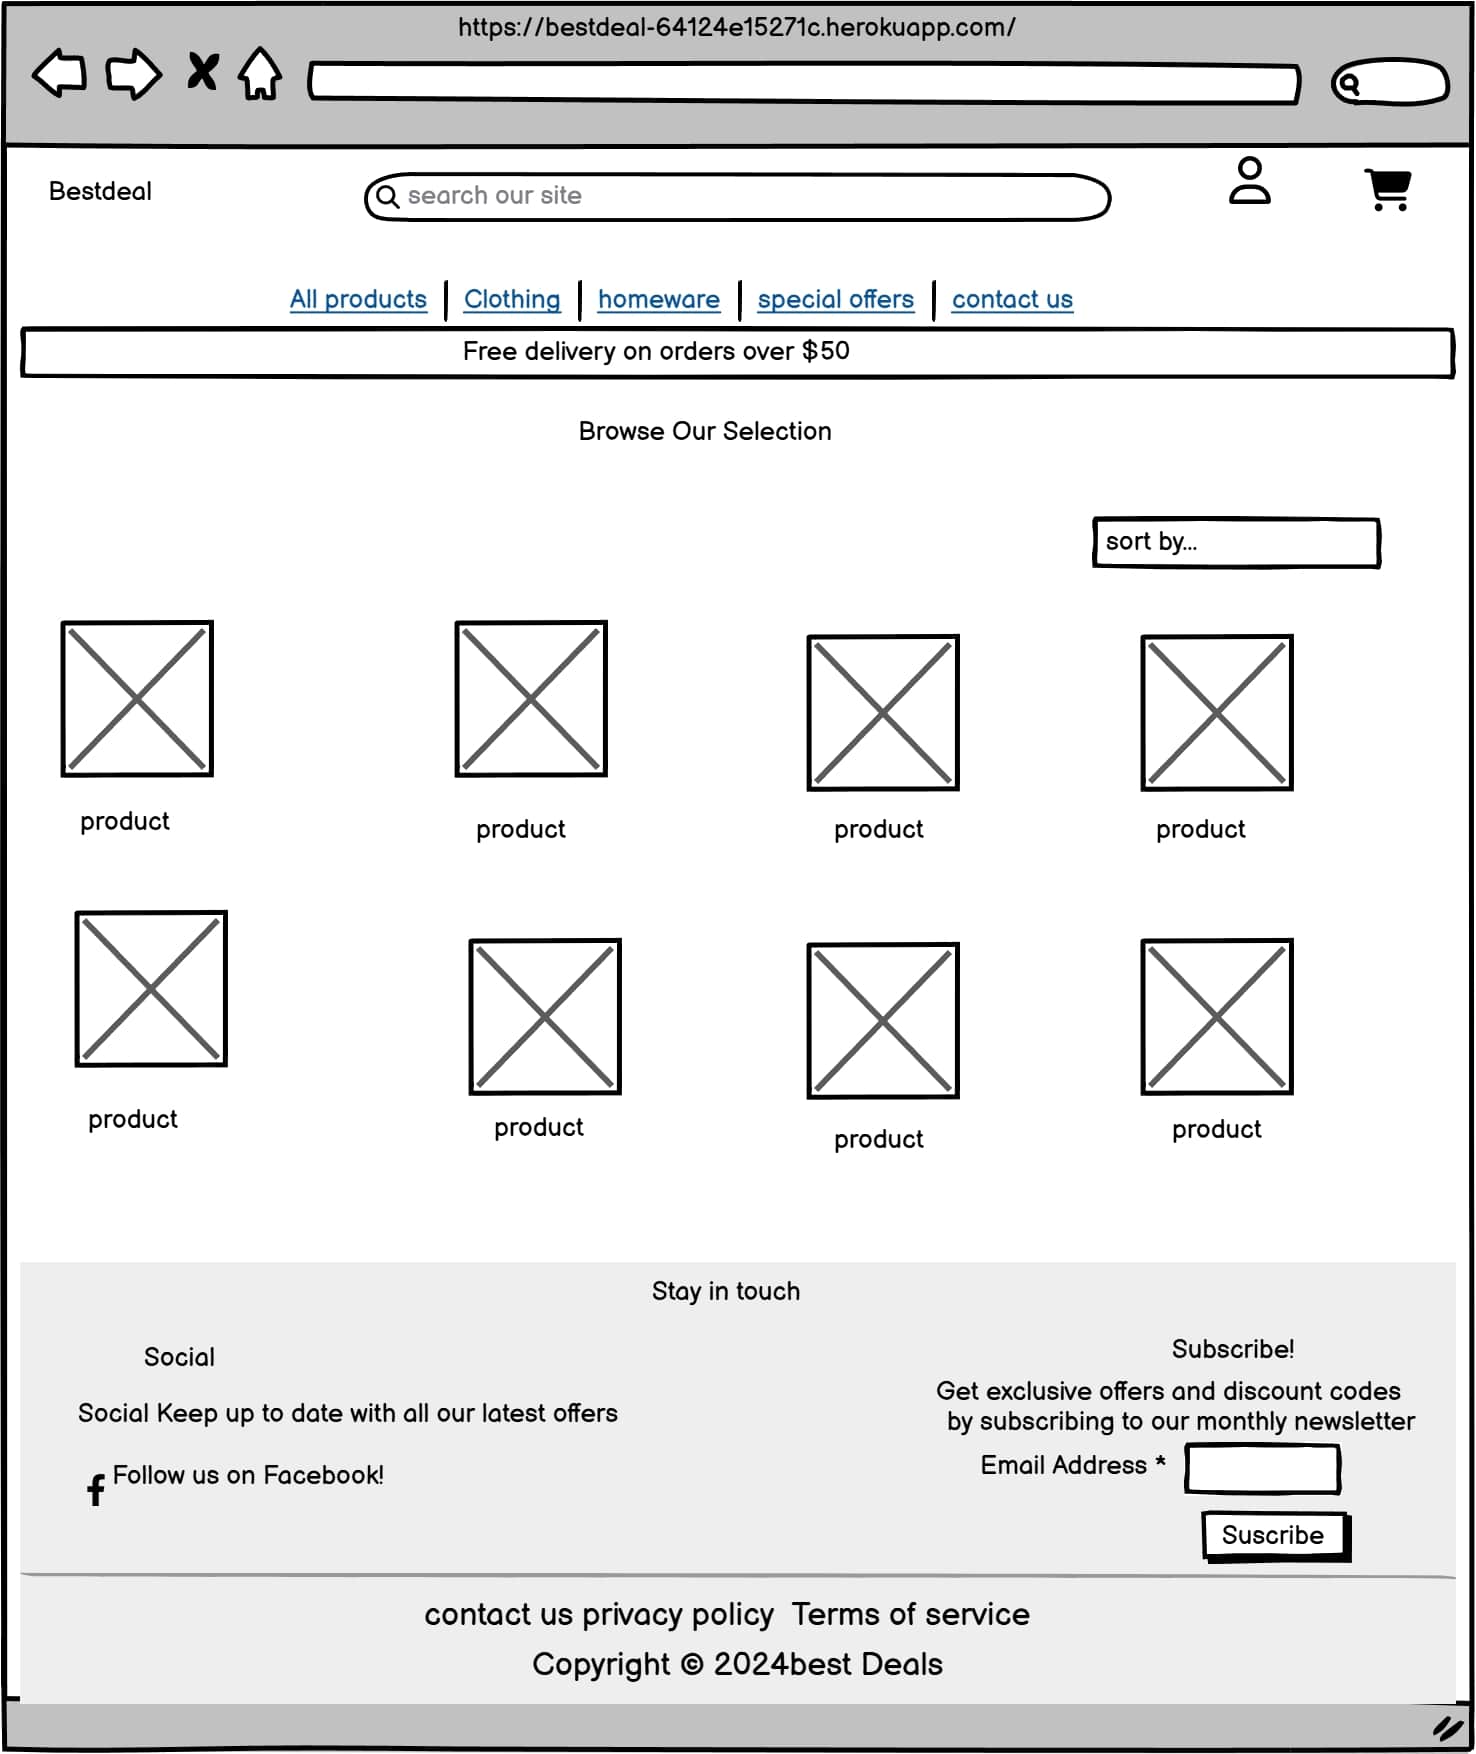 https://bestdeal-64124e15271c.herokuapp.com/
Bestdeal
search our site
All products Clothing homeware special offers contact us
Free delivery on orders over $50
Browse Our Selection
sort by...
product product product product
product product product product
Stay in touch
Social
Social Keep up to date with all our latest offers
Follow us on Facebook!
Subscribe!
Get exclusive offers and discount codes
by subscribing to our monthly newsletter
Email Address *
Suscribe
contact us privacy policy Terms of service
Copyright © 2024best Deals